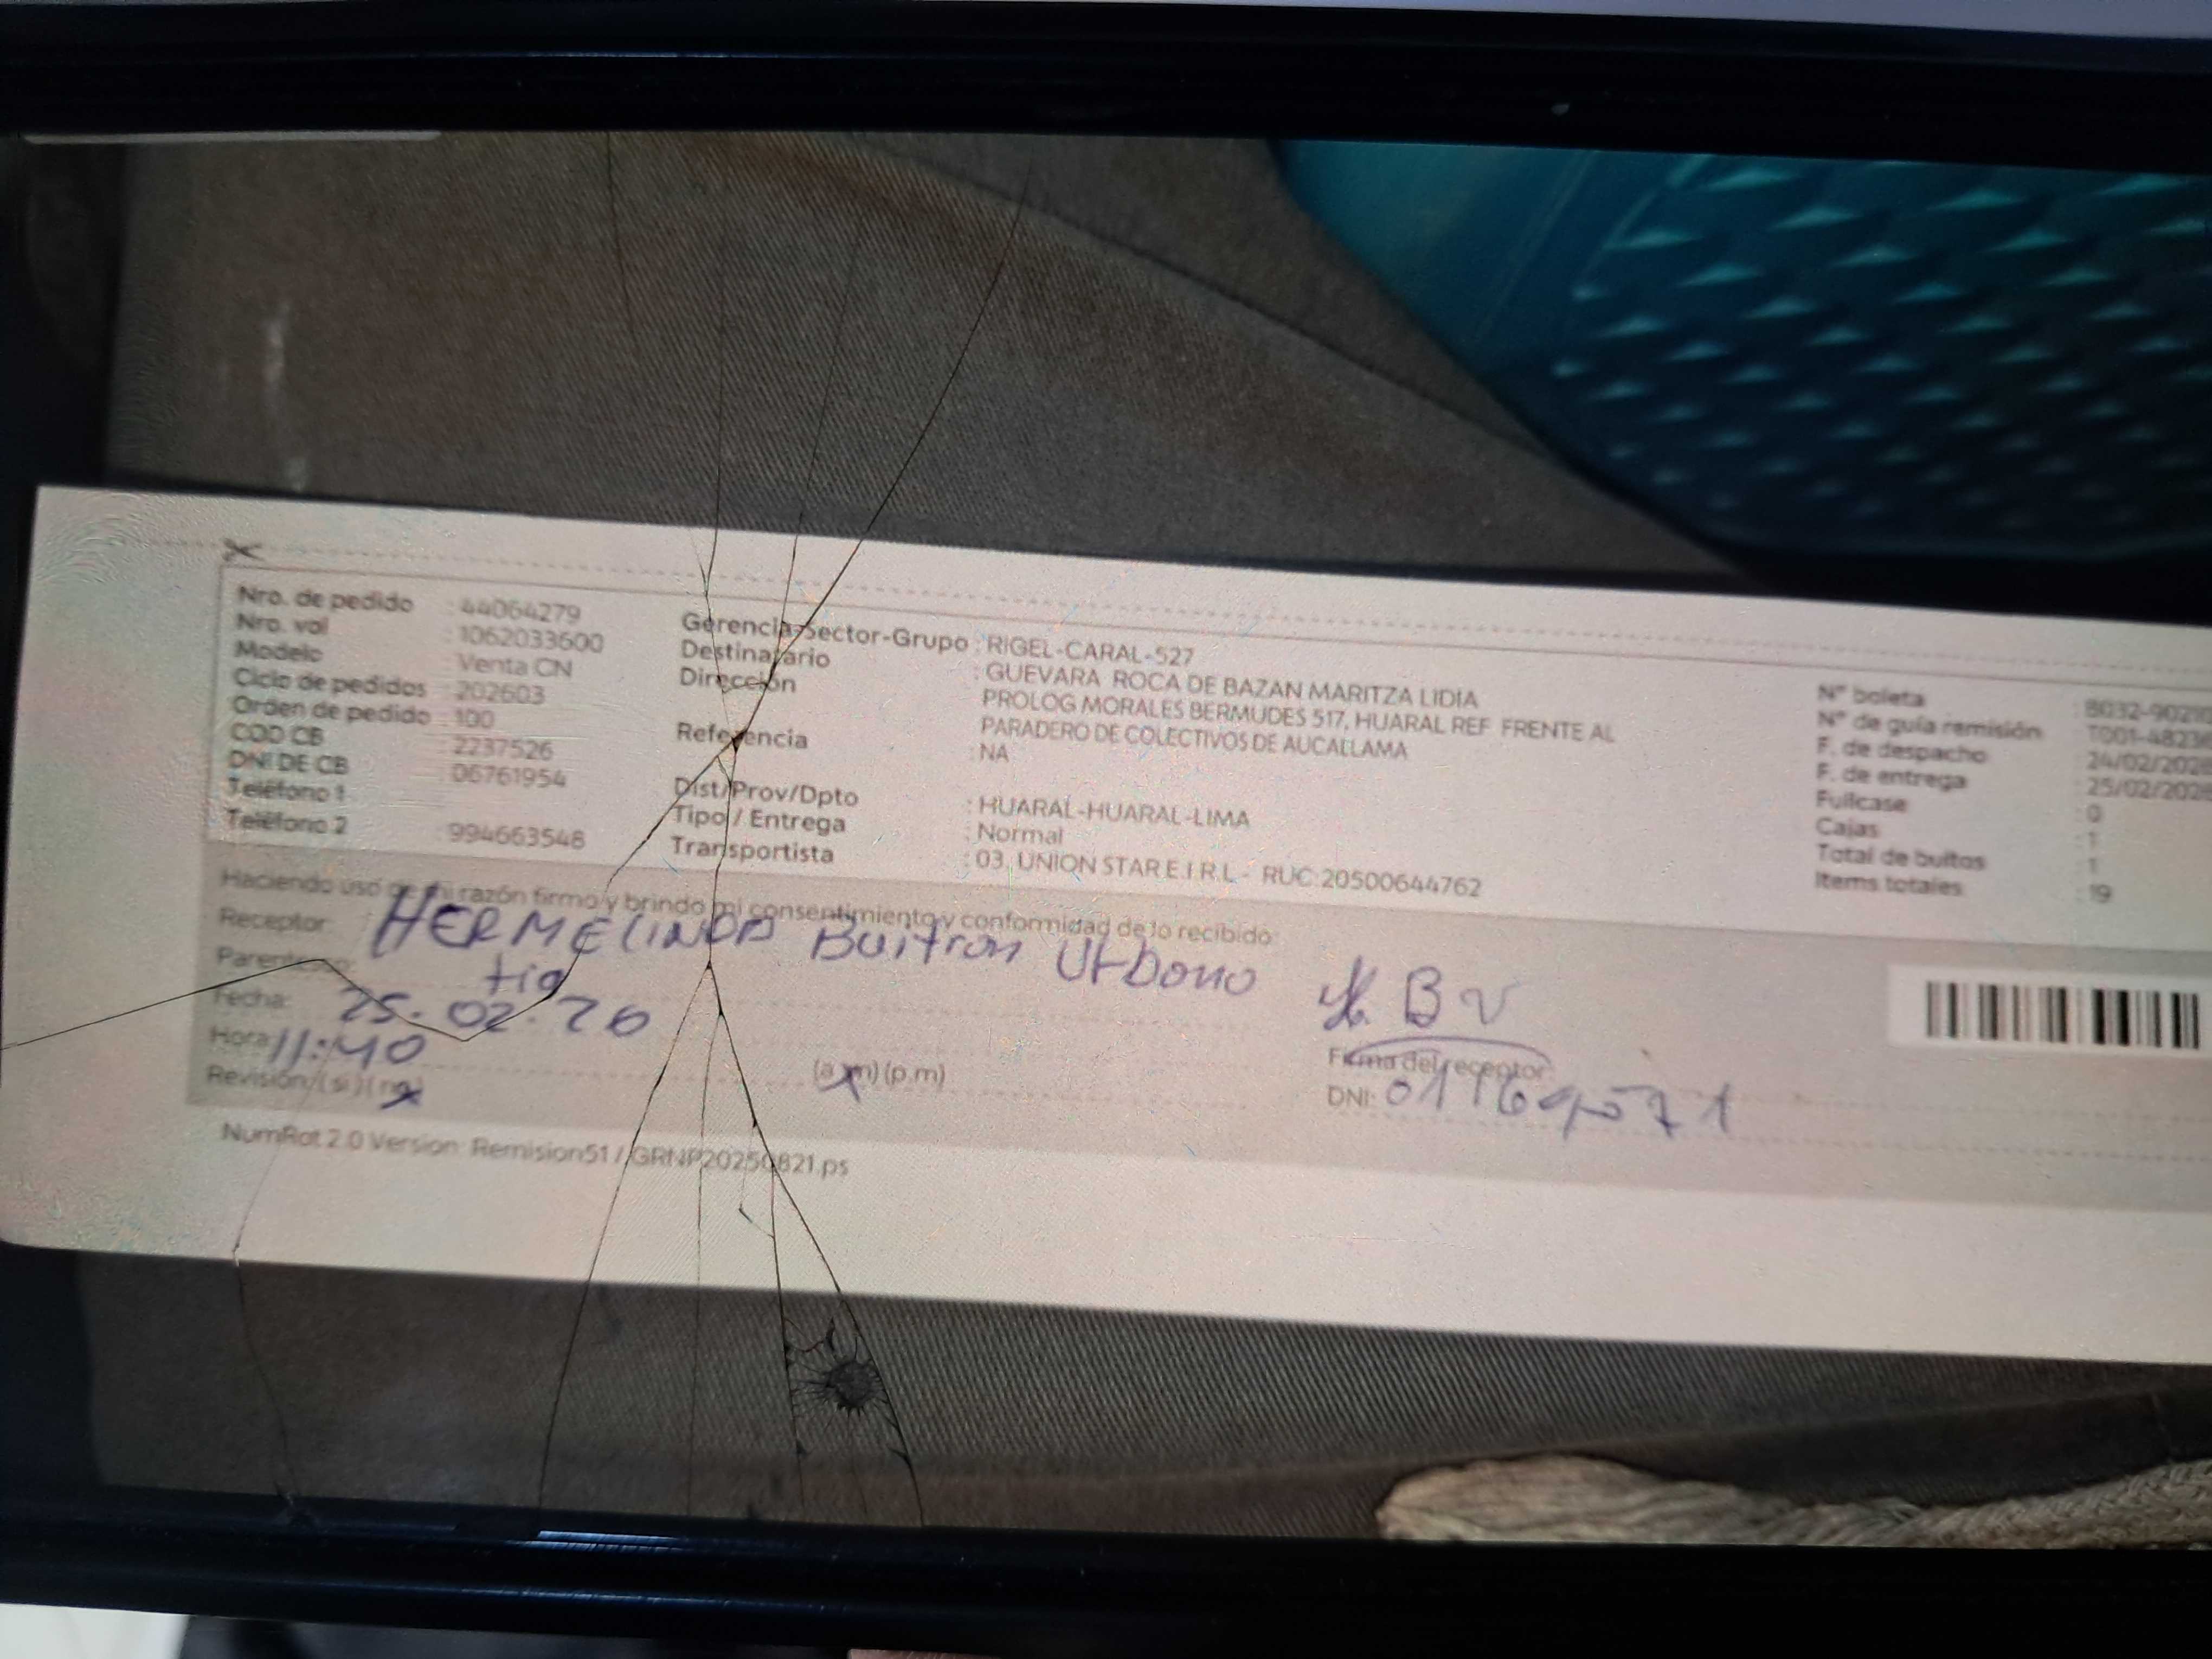 Nro. de pedido : 44064279
Nro. vol : 1062033600
Modelo : Venta CN
Ciclo de pedidos : 202603
Orden de pedido : 100
COD CB : 2237526
DNI DE CB : 06761954
Teléfono 1
Teléfono 2 : 994663548
Gerencia-Sector-Grupo : RIGEL-CARAL-527
Destinatario : GUEVARA ROCA DE BAZAN MARITZA LIDIA
Dirección PROLOG MORALES BERMUDES 517, HUARAL REF FRENTE AL
PARADERO DE COLECTIVOS DE AUCALLAMA
Referencia : NA
Dist/Prov/Dpto : HUARAL-HUARAL-LIMA
Tipo / Entrega : Normal
Transportista : 03, UNION STAR E.I.R.L - RUC:20500644762
N° boleta
N° de guía remisión
F. de despacho : 24/02/202
F. de entrega : 25/02/202
Fullcase : 0
Cajas : 1
Total de bultos : 1
Items totales : 19
Haciendo uso de mi razón firmo y brindo mi consentimiento y conformidad de lo recibido:
Receptor: HERMELINDA Buitron Urbano
Parentesco: tia
Fecha: 25.02.26
Hora: 11:40 (a.m) (p.m)
Revisión: (si) (no)
H B V
Firma del receptor
DNI:
NumRot 2.0 Version: Remision51 / GRNP20250821.ps